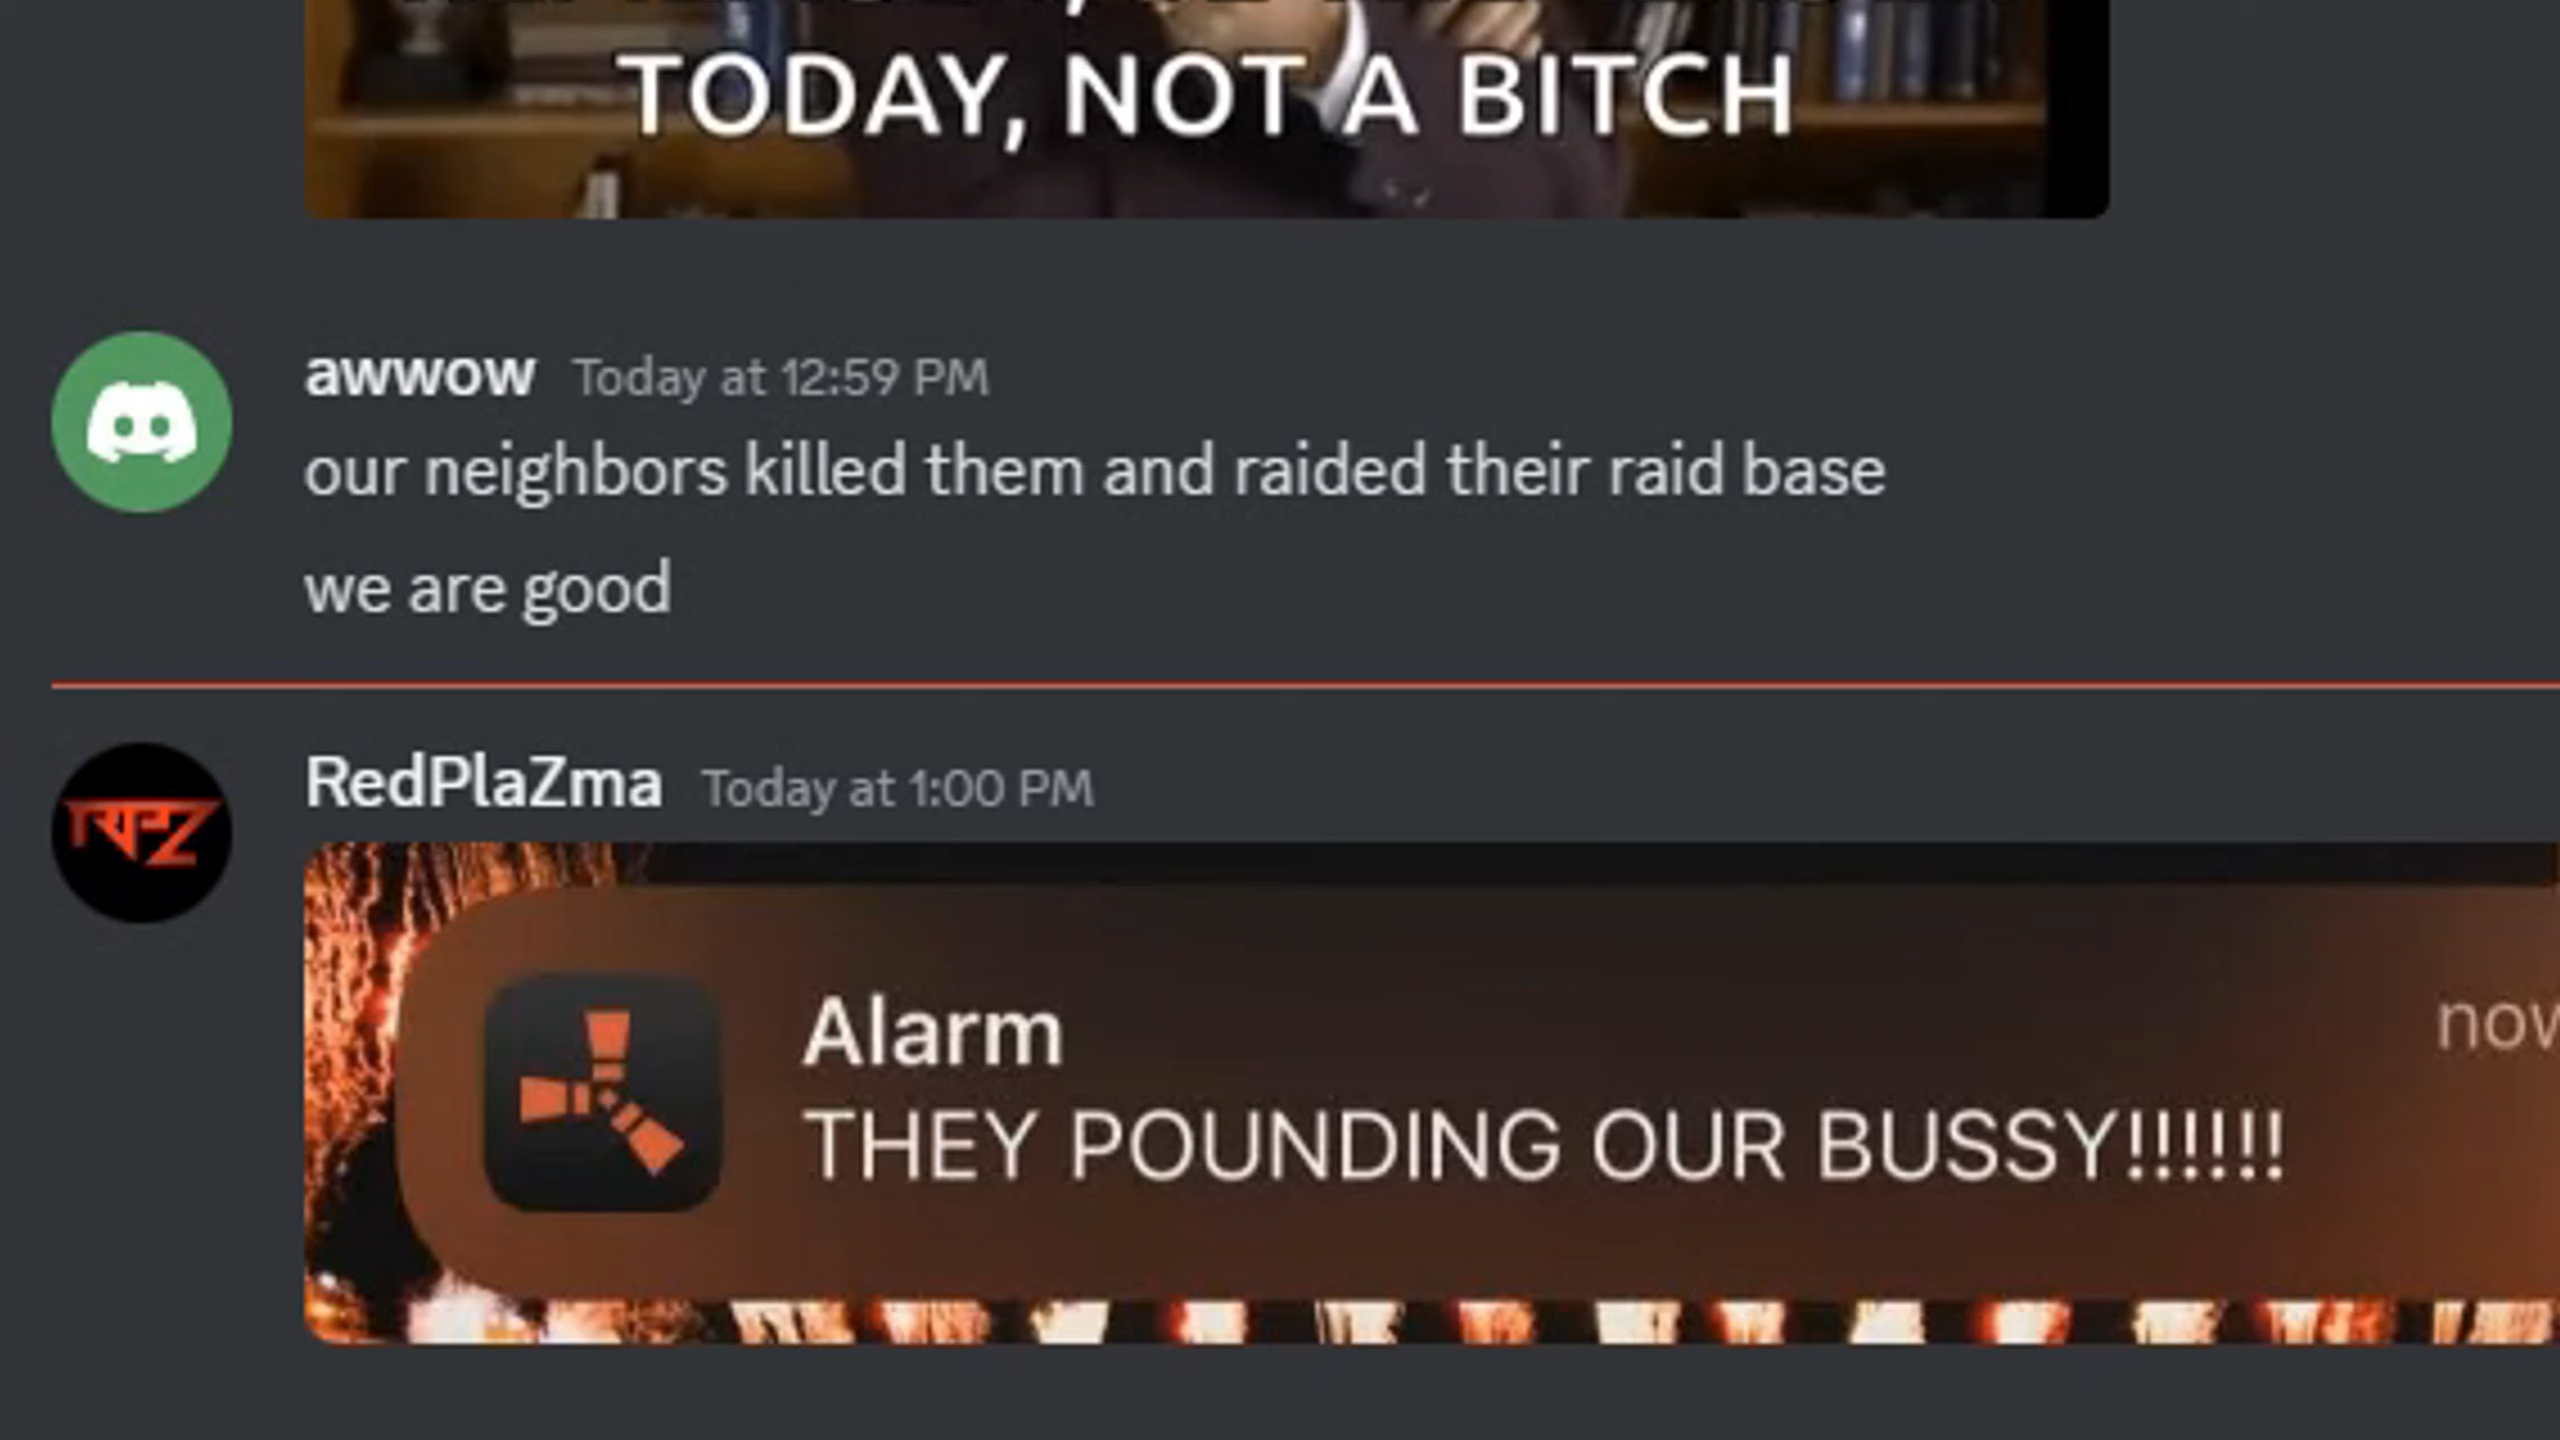 TODAY, NOT A BITCH
awwow Today at 12:59 PM
our neighbors killed them and raided their raid base
we are good
RPZ
RedPlaZma Today at 1:00 PM
Alarm
THEY POUNDING OUR BUSSY!!!!!!